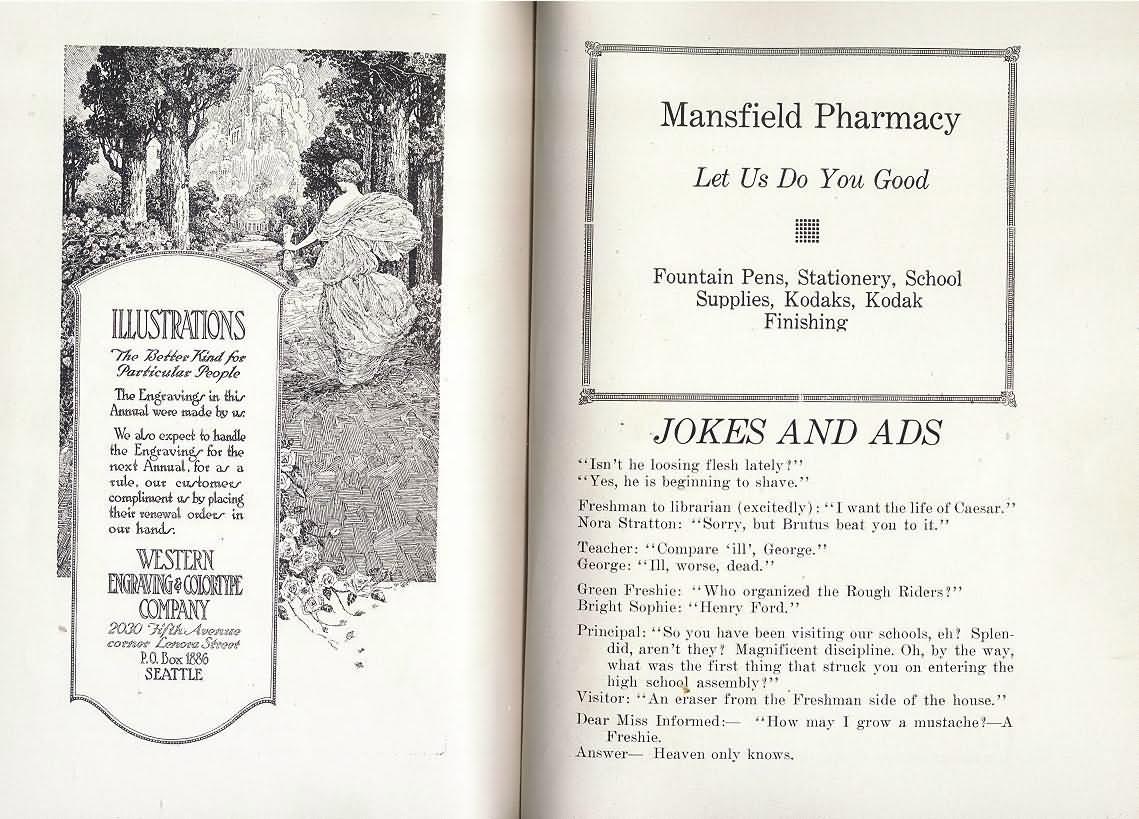 ILLUSTRATIONS
The Better Kind for
Particular People
The Engravings in this
Annual were made by us.
We also expect to handle
the Engravings for the
next Annual, for as a
rule, our customers
compliment us by placing
their renewal orders in
our hands.
WESTERN
ENGRAVING & COLORTYPE
COMPANY
2030 Fifth Avenue
corner Lenora Street
P.O. Box 1886
SEATTLE
Mansfield Pharmacy
Let Us Do You Good
Fountain Pens, Stationery, School
Supplies, Kodaks, Kodak
Finishing
JOKES AND ADS
"Isn't he loosing flesh lately?"
"Yes, he is beginning to shave."
Freshman to librarian (excitedly): "I want the life of Caesar."
Nora Stratton: "Sorry, but Brutus beat you to it."
Teacher: "Compare 'ill', George."
George: "Ill, worse, dead."
Green Freshie: "Who organized the Rough Riders?"
Bright Sophie: "Henry Ford."
Principal: "So you have been visiting our schools, eh? Splen-
did, aren't they? Magnificent discipline. Oh, by the way,
what was the first thing that struck you on entering the
high school assembly?"
Visitor: "An eraser from the Freshman side of the house."
Dear Miss Informed:— "How may I grow a mustache?—A
Freshie.
Answer— Heaven only knows.